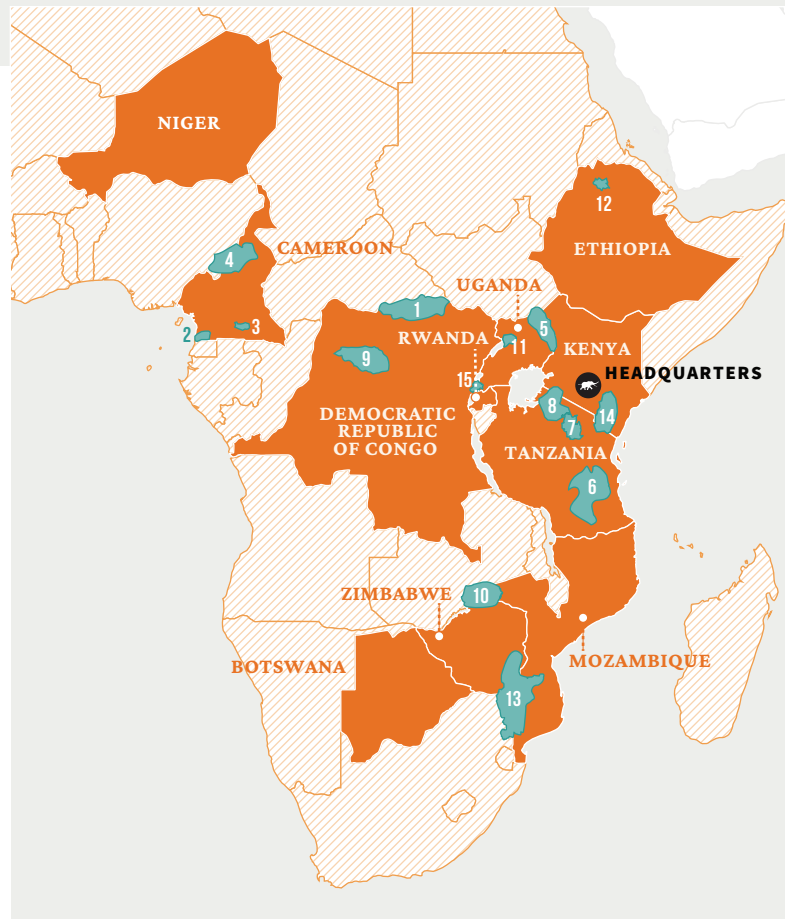 NIGER
12
ETHIOPIA
CAMEROON
4
UGANDA
1
5
2
3
RWANDA
11
KENYA
9
15
HEADQUARTERS
8
14
7
DEMOCRATIC
REPUBLIC
OF CONGO
TANZANIA
6
ZIMBABWE
10
BOTSWANA
MOZAMBIQUE
13